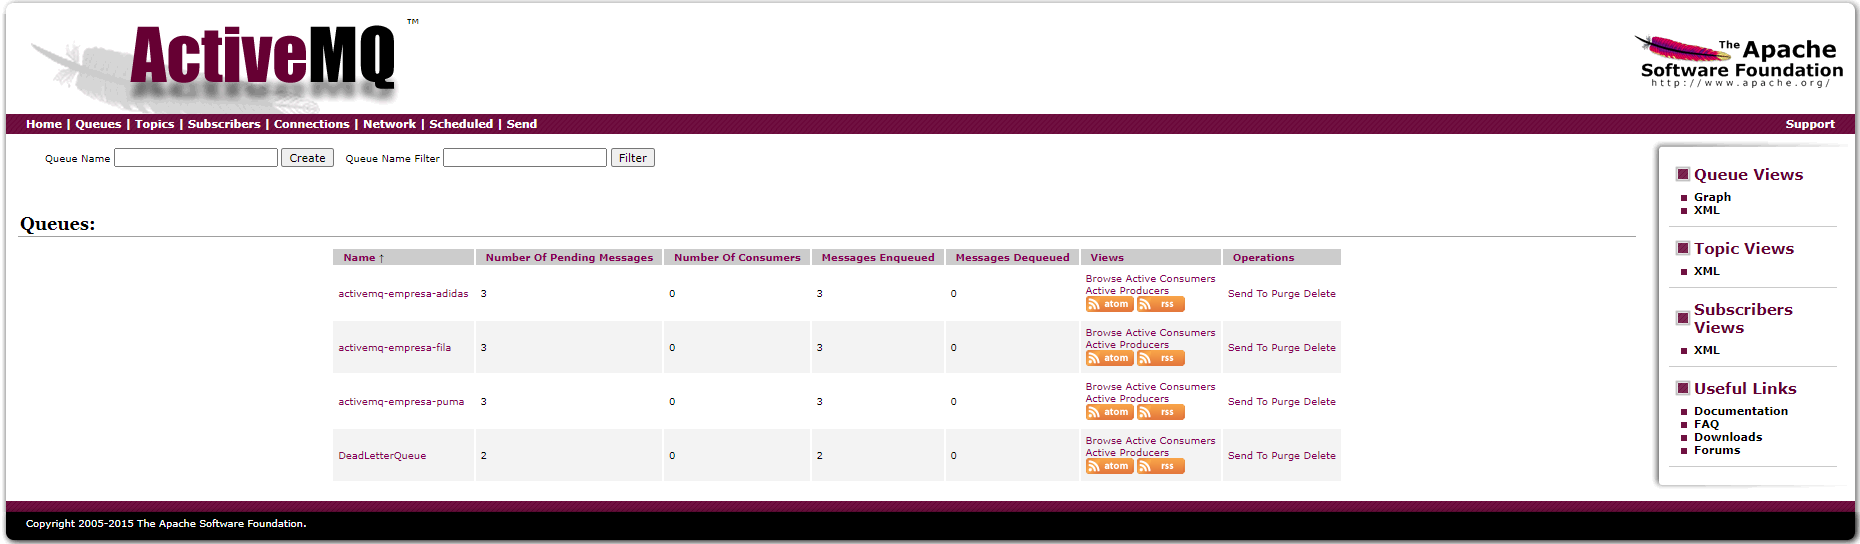 ActiveMQ ™
The Apache
Software Foundation
http://www.apache.org/
Home | Queues | Topics | Subscribers | Connections | Network | Scheduled | Send Support
Queue Name Create Queue Name Filter Filter
Queues:
Name ↑ Number Of Pending Messages Number Of Consumers Messages Enqueued Messages Dequeued Views Operations
activemq-empresa-adidas 3 0 3 0 Browse Active Consumers
Active Producers
atom rss
Send To Purge Delete
activemq-empresa-fila 3 0 3 0 Browse Active Consumers
Active Producers
atom rss
Send To Purge Delete
activemq-empresa-puma 3 0 3 0 Browse Active Consumers
Active Producers
atom rss
Send To Purge Delete
DeadLetterQueue 2 0 2 0 Browse Active Consumers
Active Producers
atom rss
Send To Purge Delete
Queue Views
Graph
XML
Topic Views
XML
Subscribers
Views
XML
Useful Links
Documentation
FAQ
Downloads
Forums
Copyright 2005-2015 The Apache Software Foundation.